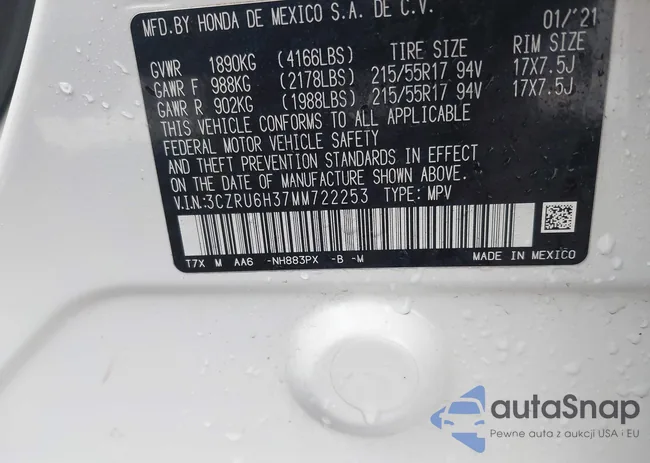 MFD.BY HONDA DE MEXICO S.A. DE C.V. 01/'21
GVWR 1890KG (4166LBS) TIRE SIZE RIM SIZE
GAWR F 988KG (2178LBS) 215/55R17 94V 17X7.5J
GAWR R 902KG (1988LBS) 215/55R17 94V 17X7.5J
THIS VEHICLE CONFORMS TO ALL APPLICABLE
FEDERAL MOTOR VEHICLE SAFETY
AND THEFT PREVENTION STANDARDS IN EFFECT
ON THE DATE OF MANUFACTURE SHOWN ABOVE.
V.I.N.:3CZRU6H37MM722253 TYPE: MPV
T7X M AA6 -NH883PX -B -M MADE IN MEXICO
autoSnap
Pewne auta z aukcji USA i EU